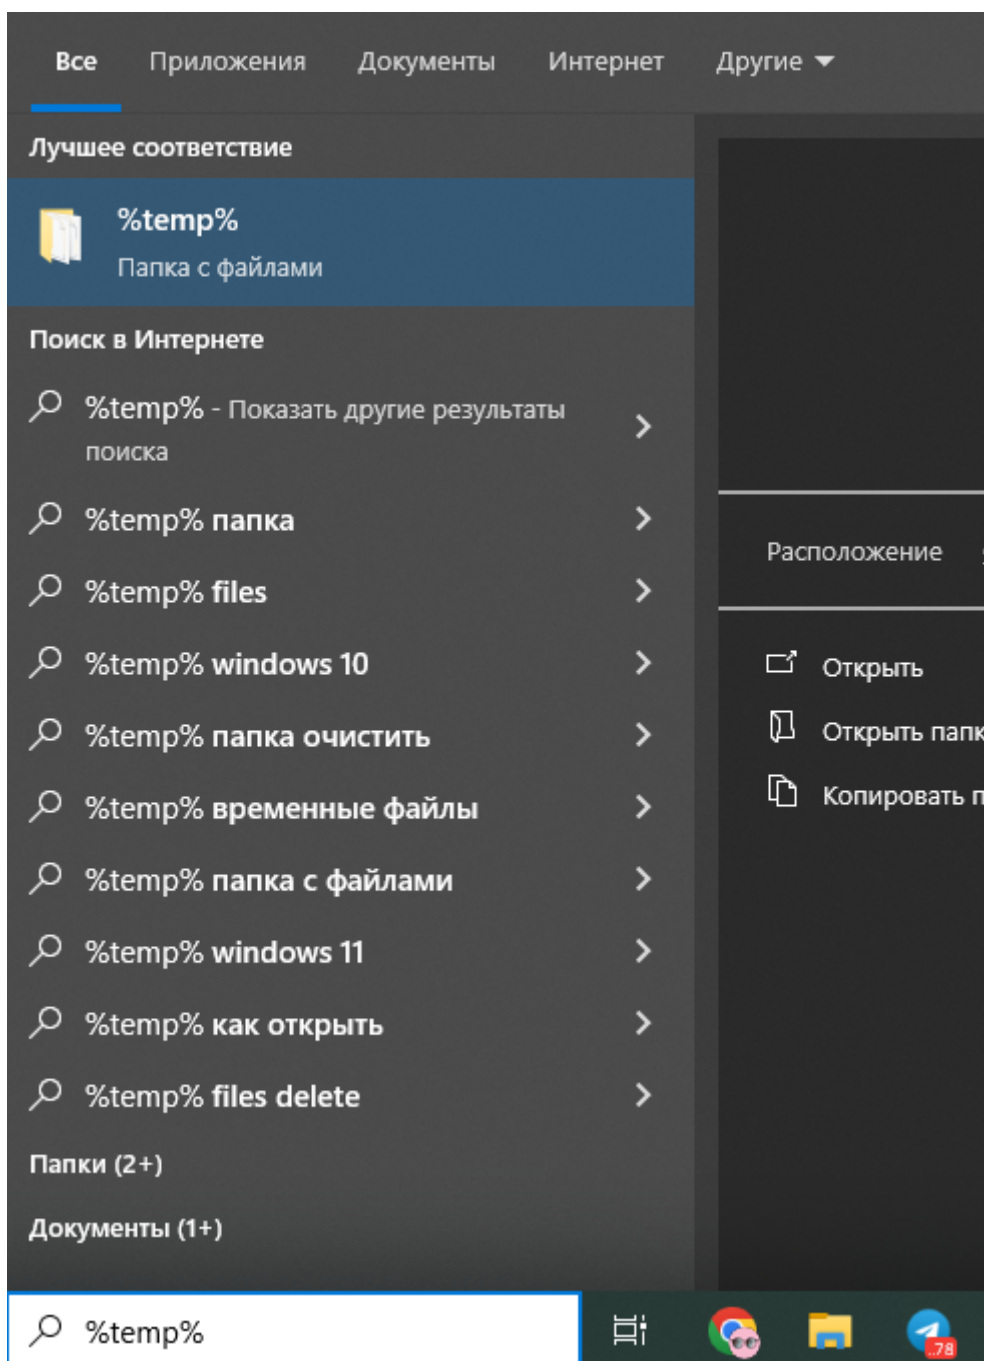 Все Приложения Документы Интернет Другие
Лучшее соответствие
%temp%
Папка с файлами
Поиск в Интернете
%temp% - Показать другие результаты
поиска
%temp% папка
%temp% files
%temp% windows 10
%temp% папка очистить
%temp% временные файлы
%temp% папка с файлами
%temp% windows 11
%temp% как открыть
%temp% files delete
Папки (2+)
Документы (1+)
Расположение
Открыть
Открыть папк
Копировать п
%temp%
..78